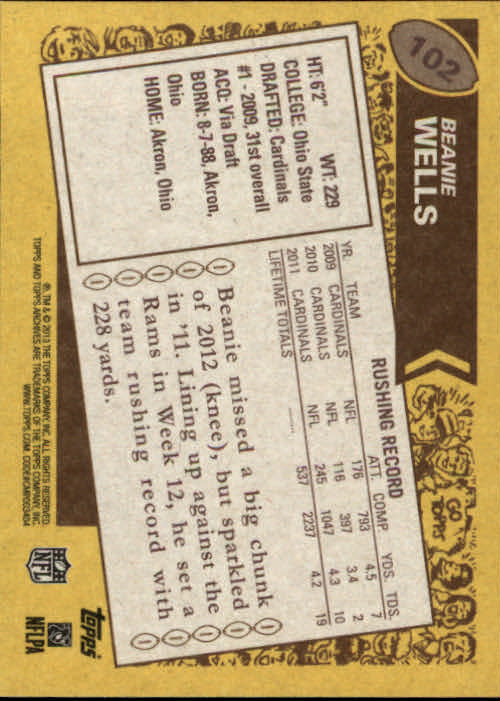 102
BEANIE
WELLS
HT: 6'2" WT: 229
COLLEGE: Ohio State
DRAFTED: Cardinals
#1 - 2009, 31st overall
ACQ: Via Draft
BORN: 8-7-88, Akron,
Ohio
HOME: Akron, Ohio
RUSHING RECORD
YR. TEAM ATT. COMP YDS. TDS.
2009 CARDINALS NFL 176 793 4.5 7
2010 CARDINALS NFL 116 397 3.4 2
2011 CARDINALS NFL 245 1047 4.3 10
LIFETIME TOTALS 537 2237 4.2 19
Beanie missed a big chunk
of 2012 (knee), but sparkled
in '11. Lining up against the
Rams in Week 12, he set a
team rushing record with
228 yards.
GO
TOPPS
®, TM & © 2013 THE TOPPS COMPANY, INC. ALL RIGHTS RESERVED.
TOPPS AND TOPPS ARCHIVES ARE TRADEMARKS OF THE TOPPS COMPANY, INC.
WWW.TOPPS.COM CODE#CMP003404
NFL
NFLPA
topps